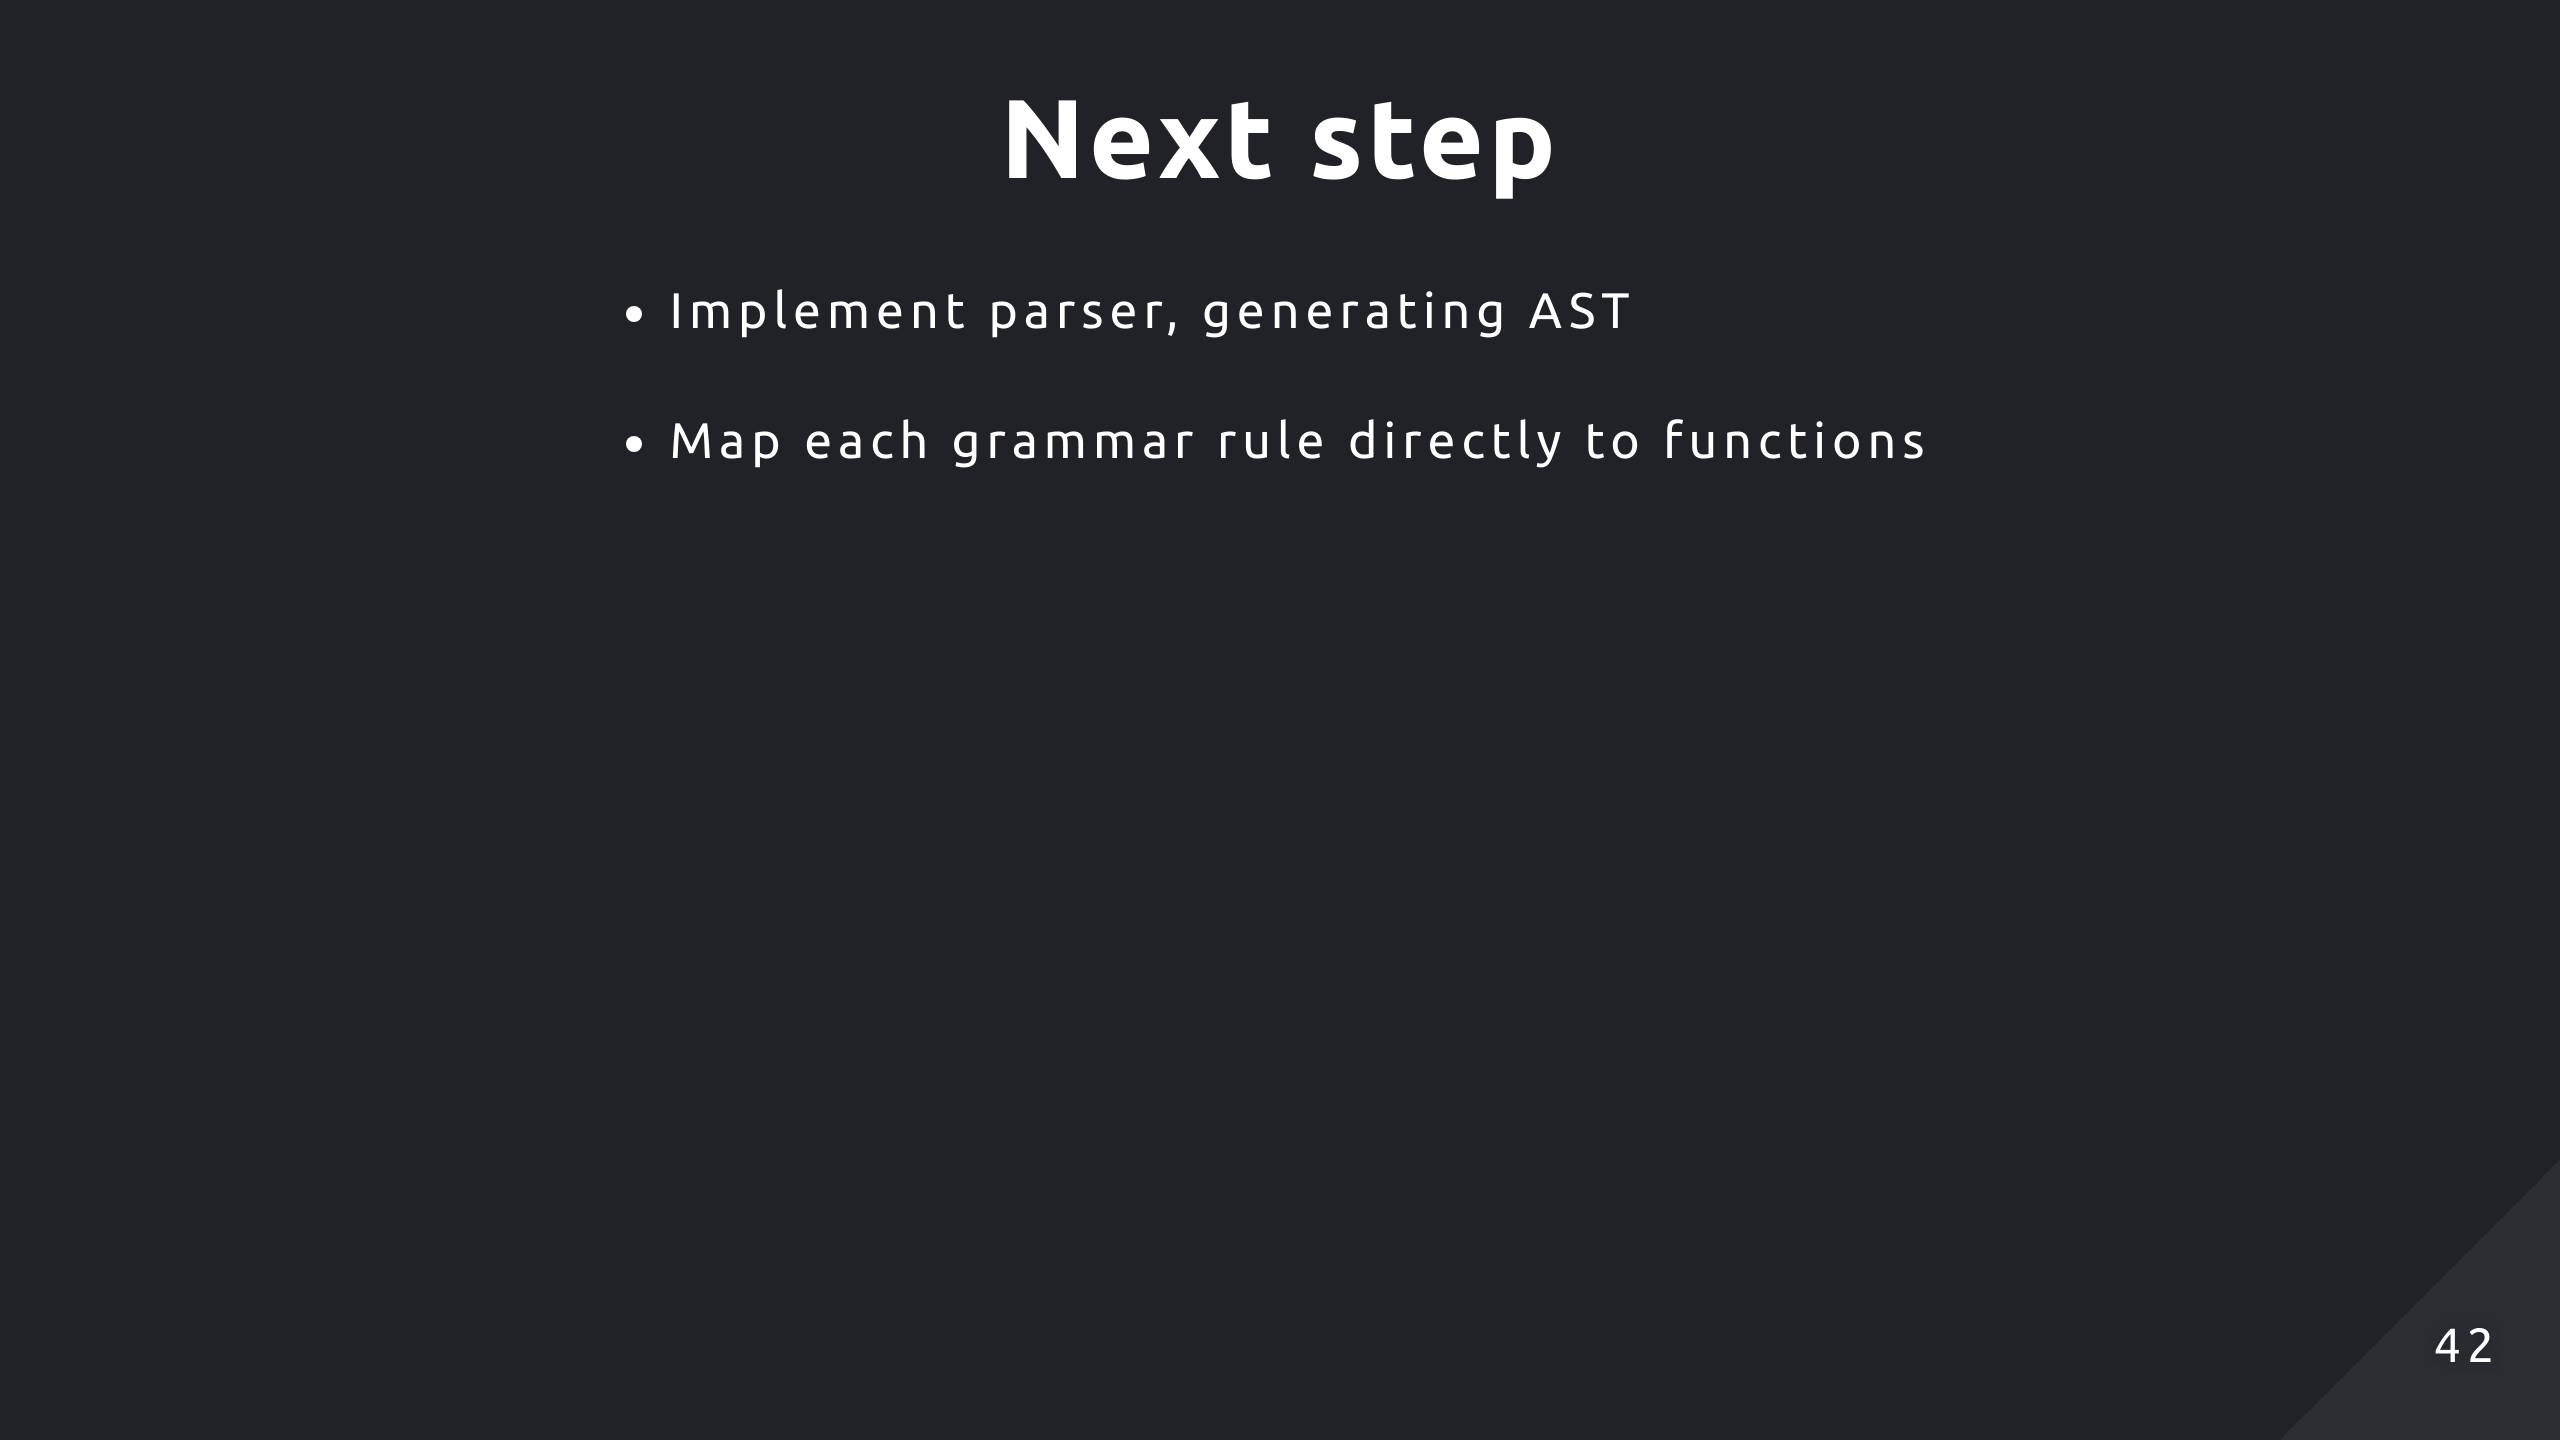 Next step
• Implement parser, generating AST
• Map each grammar rule directly to functions
42